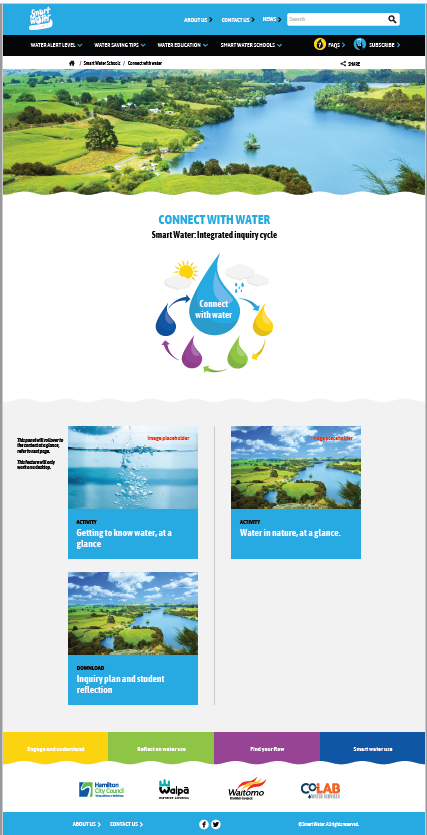 Smart
Water
ABOUT US
CONTACT US
NEWS
Search
WATER ALERT LEVEL
WATER SAVING TIPS
WATER EDUCATION
SMART WATER SCHOOLS
FAQS
SUBSCRIBE
/ Smart Water Schools / Connect with water
SHARE
CONNECT WITH WATER
Smart Water: Integrated inquiry cycle
Connect
with water
This panel will rollover to
the content at a glance,
refer to next page.
This feature will only
work on desktop.
Image placeholder
ACTIVITY
Getting to know water, at a
glance
Image placeholder
ACTIVITY
Water in nature, at a glance.
DOWNLOAD
Inquiry plan and student
reflection
Engage and understand
Reflect on water use
Find your flow
Smart water use
Hamilton
City Council
Waipā
DISTRICT COUNCIL
Waitomo
District Council
COLAB
WATER SERVICES
ABOUT US
CONTACT US
©Smart Water. All rights reserved.